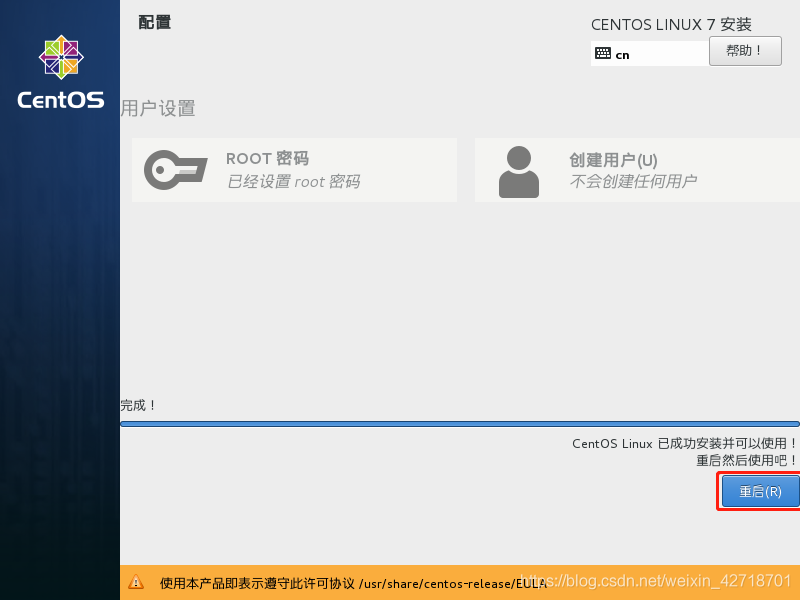 配置
CENTOS LINUX 7 安装
cn
帮助！
CentOS
用户设置
ROOT 密码
已经设置 root 密码
创建用户(U)
不会创建任何用户
完成！
CentOS Linux 已成功安装并可以使用！
重启然后使用吧！
重启(R)
使用本产品即表示遵守此许可协议 /usr/share/centos-release/EULA
https://blog.csdn.net/weixin_42718701